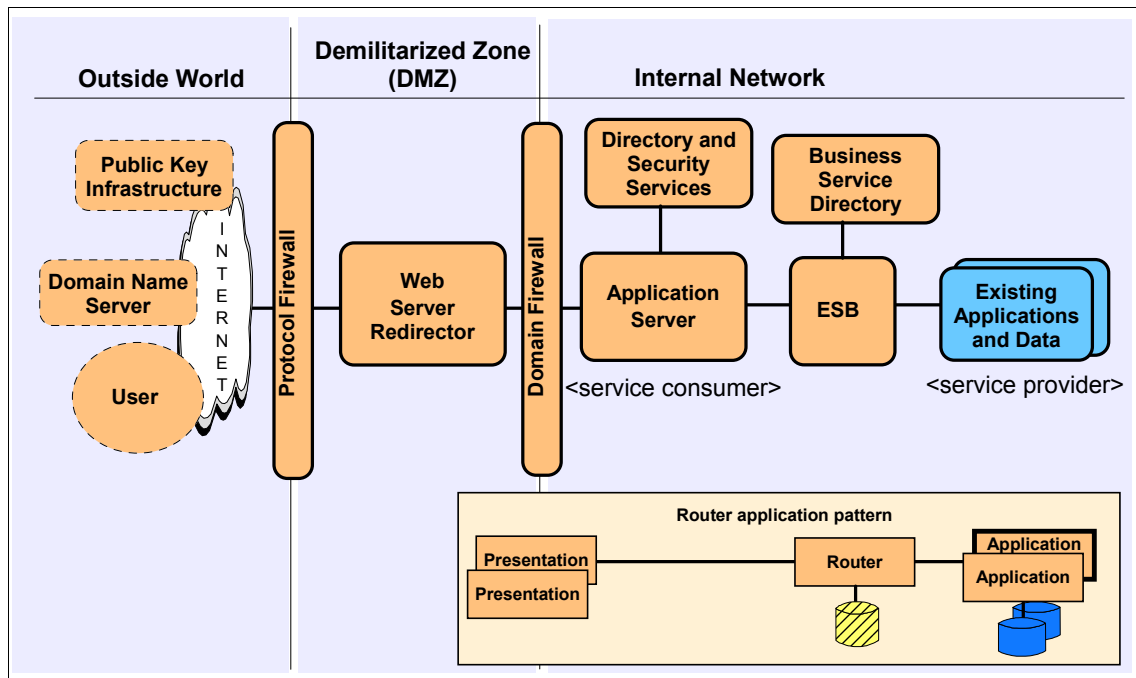 Outside World
Demilitarized Zone
(DMZ)
Internal Network
Public Key
Infrastructure
Domain Name
Server
User
INTERNET
Protocol Firewall
Web
Server
Redirector
Domain Firewall
Directory and
Security
Services
Application
Server
<service consumer>
Business
Service
Directory
ESB
Existing
Applications
and Data
<service provider>
Router application pattern
Presentation
Presentation
Router
Application
Application